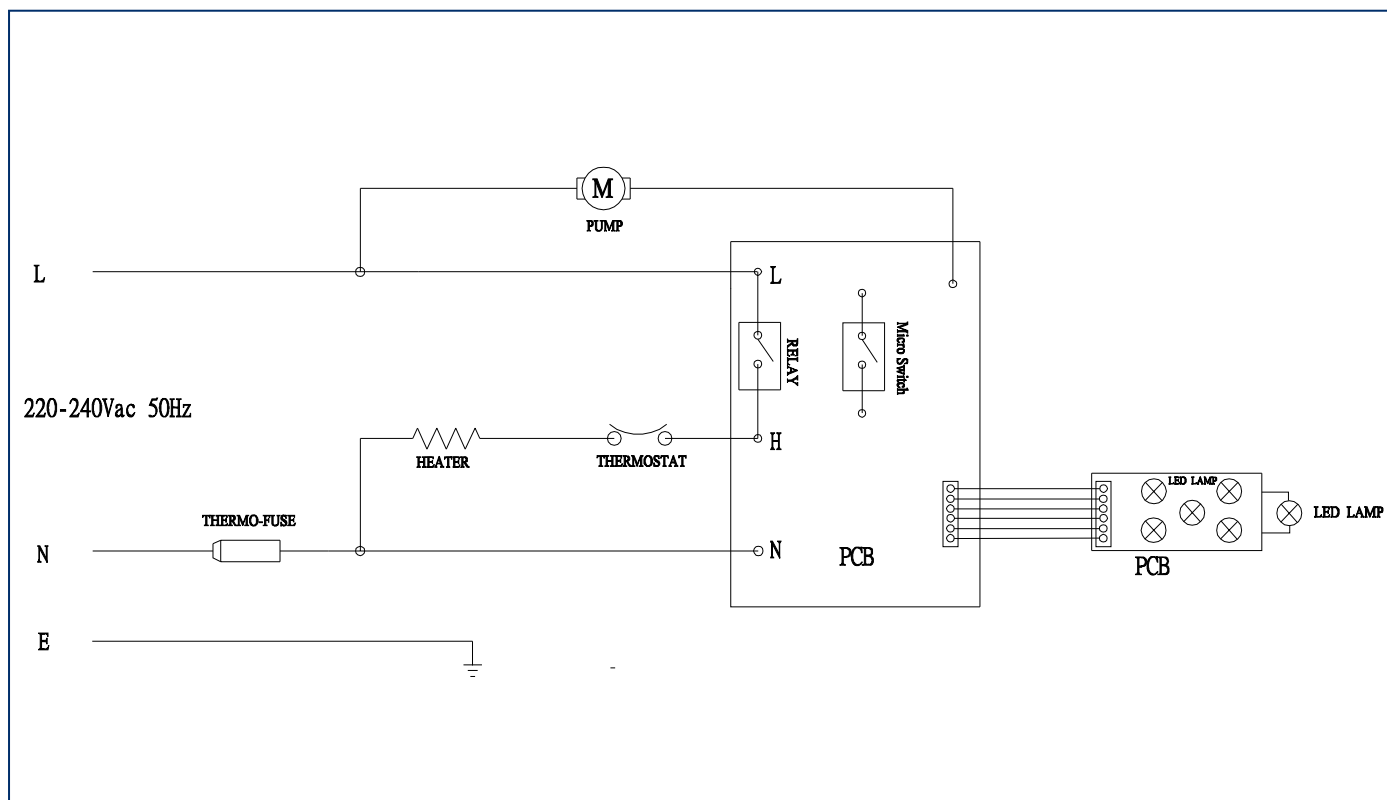 M
PUMP
L
L
RELAY
Micro Switch
220-240Vac 50Hz
H
HEATER
THERMOSTAT
LED LAMP
LED LAMP
THERMO-FUSE
N
N
PCB
PCB
E